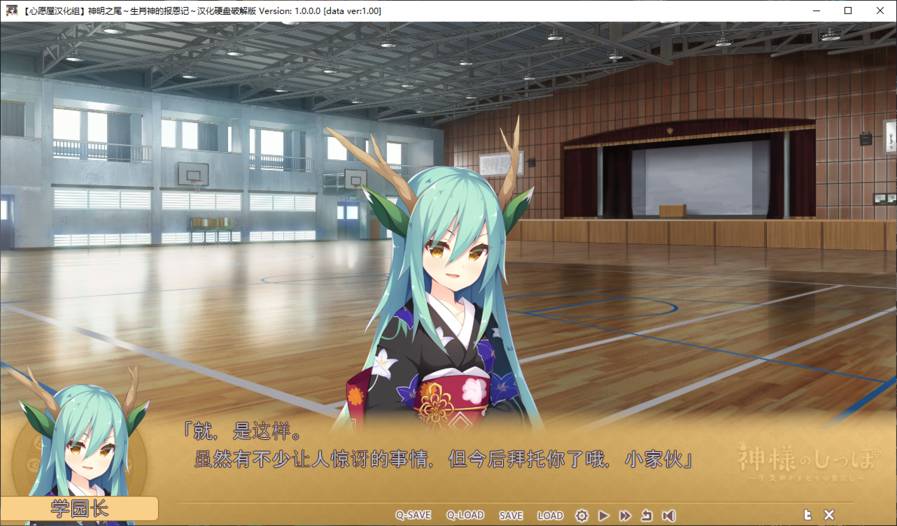 【心愿屋汉化组】神明之尾～生肖神的报恩记～汉化硬盘破解版 Version: 1.0.0.0 [data ver:1.00]
「就，是这样。
虽然有不少让人惊讶的事情，但今后拜托你了哦，小家伙」
神様のしっぽ
学园长
Q-SAVE Q-LOAD SAVE LOAD